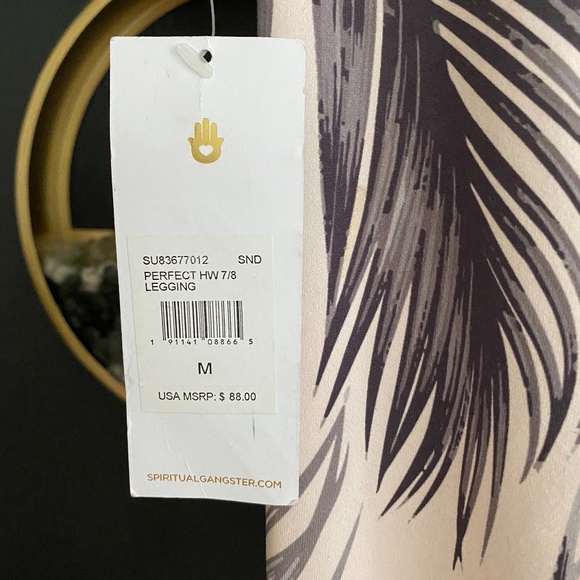 SU83677012 SND
PERFECT HW 7/8
LEGGING
1 91141 08866 5
M
USA MSRP: $ 88.00
SPIRITUALGANGSTER.COM